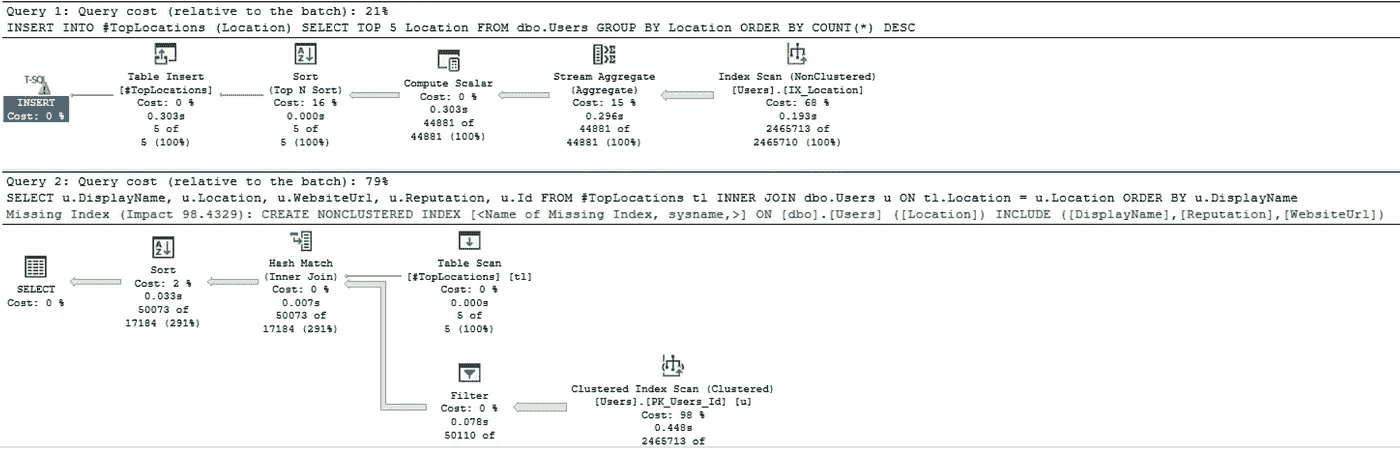 Query 1: Query cost (relative to the batch): 21%
INSERT INTO #TopLocations (Location) SELECT TOP 5 Location FROM dbo.Users GROUP BY Location ORDER BY COUNT(*) DESC
T-SQL
INSERT
Cost: 0 %
Table Insert
[#TopLocations]
Cost: 0 %
0.303s
5 of
5 (100%)
Sort
(Top N Sort)
Cost: 16 %
0.000s
5 of
5 (100%)
Compute Scalar
Cost: 0 %
0.303s
44881 of
44881 (100%)
Stream Aggregate
(Aggregate)
Cost: 15 %
0.296s
44881 of
44881 (100%)
Index Scan (NonClustered)
[Users].[IX_Location]
Cost: 68 %
0.193s
2465713 of
2465710 (100%)
Query 2: Query cost (relative to the batch): 79%
SELECT u.DisplayName, u.Location, u.WebsiteUrl, u.Reputation, u.Id FROM #TopLocations tl INNER JOIN dbo.Users u ON tl.Location = u.Location ORDER BY u.DisplayName
Missing Index (Impact 98.4329): CREATE NONCLUSTERED INDEX [<Name of Missing Index, sysname,>] ON [dbo].[Users] ([Location]) INCLUDE ([DisplayName],[Reputation],[WebsiteUrl])
SELECT
Cost: 0 %
Sort
Cost: 2 %
0.033s
50073 of
17184 (291%)
Hash Match
(Inner Join)
Cost: 0 %
0.007s
50073 of
17184 (291%)
Table Scan
[#TopLocations] [tl]
Cost: 0 %
0.000s
5 of
5 (100%)
Filter
Cost: 0 %
0.078s
50110 of
Clustered Index Scan (Clustered)
[Users].[PK_Users_Id] [u]
Cost: 98 %
0.448s
2465713 of